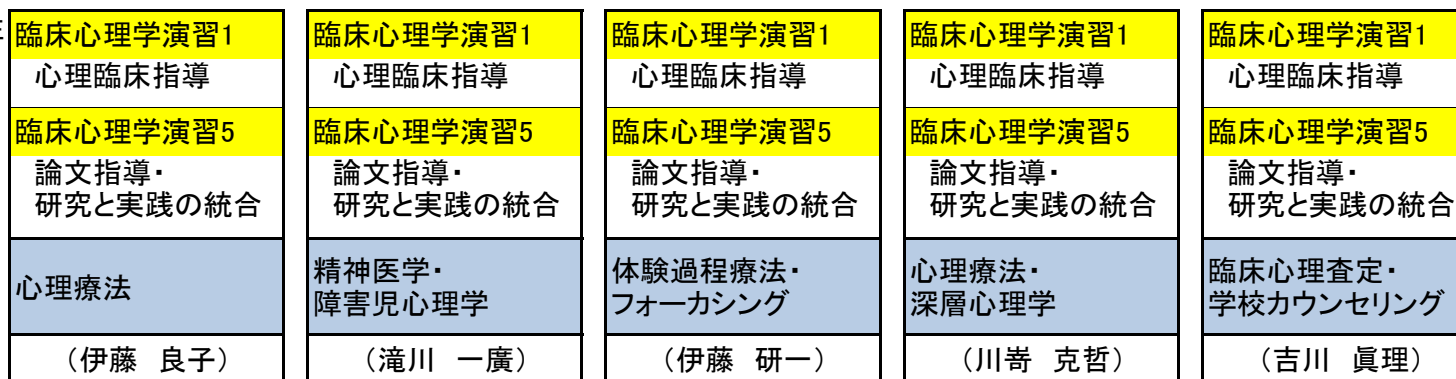 臨床心理学演習1
心理臨床指導
臨床心理学演習5
論文指導・
研究と実践の統合
心理療法
（伊藤　良子）
臨床心理学演習1
心理臨床指導
臨床心理学演習5
論文指導・
研究と実践の統合
精神医学・
障害児心理学
（滝川　一廣）
臨床心理学演習1
心理臨床指導
臨床心理学演習5
論文指導・
研究と実践の統合
体験過程療法・
フォーカシング
（伊藤　研一）
臨床心理学演習1
心理臨床指導
臨床心理学演習5
論文指導・
研究と実践の統合
心理療法・
深層心理学
（川嵜　克哲）
臨床心理学演習1
心理臨床指導
臨床心理学演習5
論文指導・
研究と実践の統合
臨床心理査定・
学校カウンセリング
（吉川　眞理）